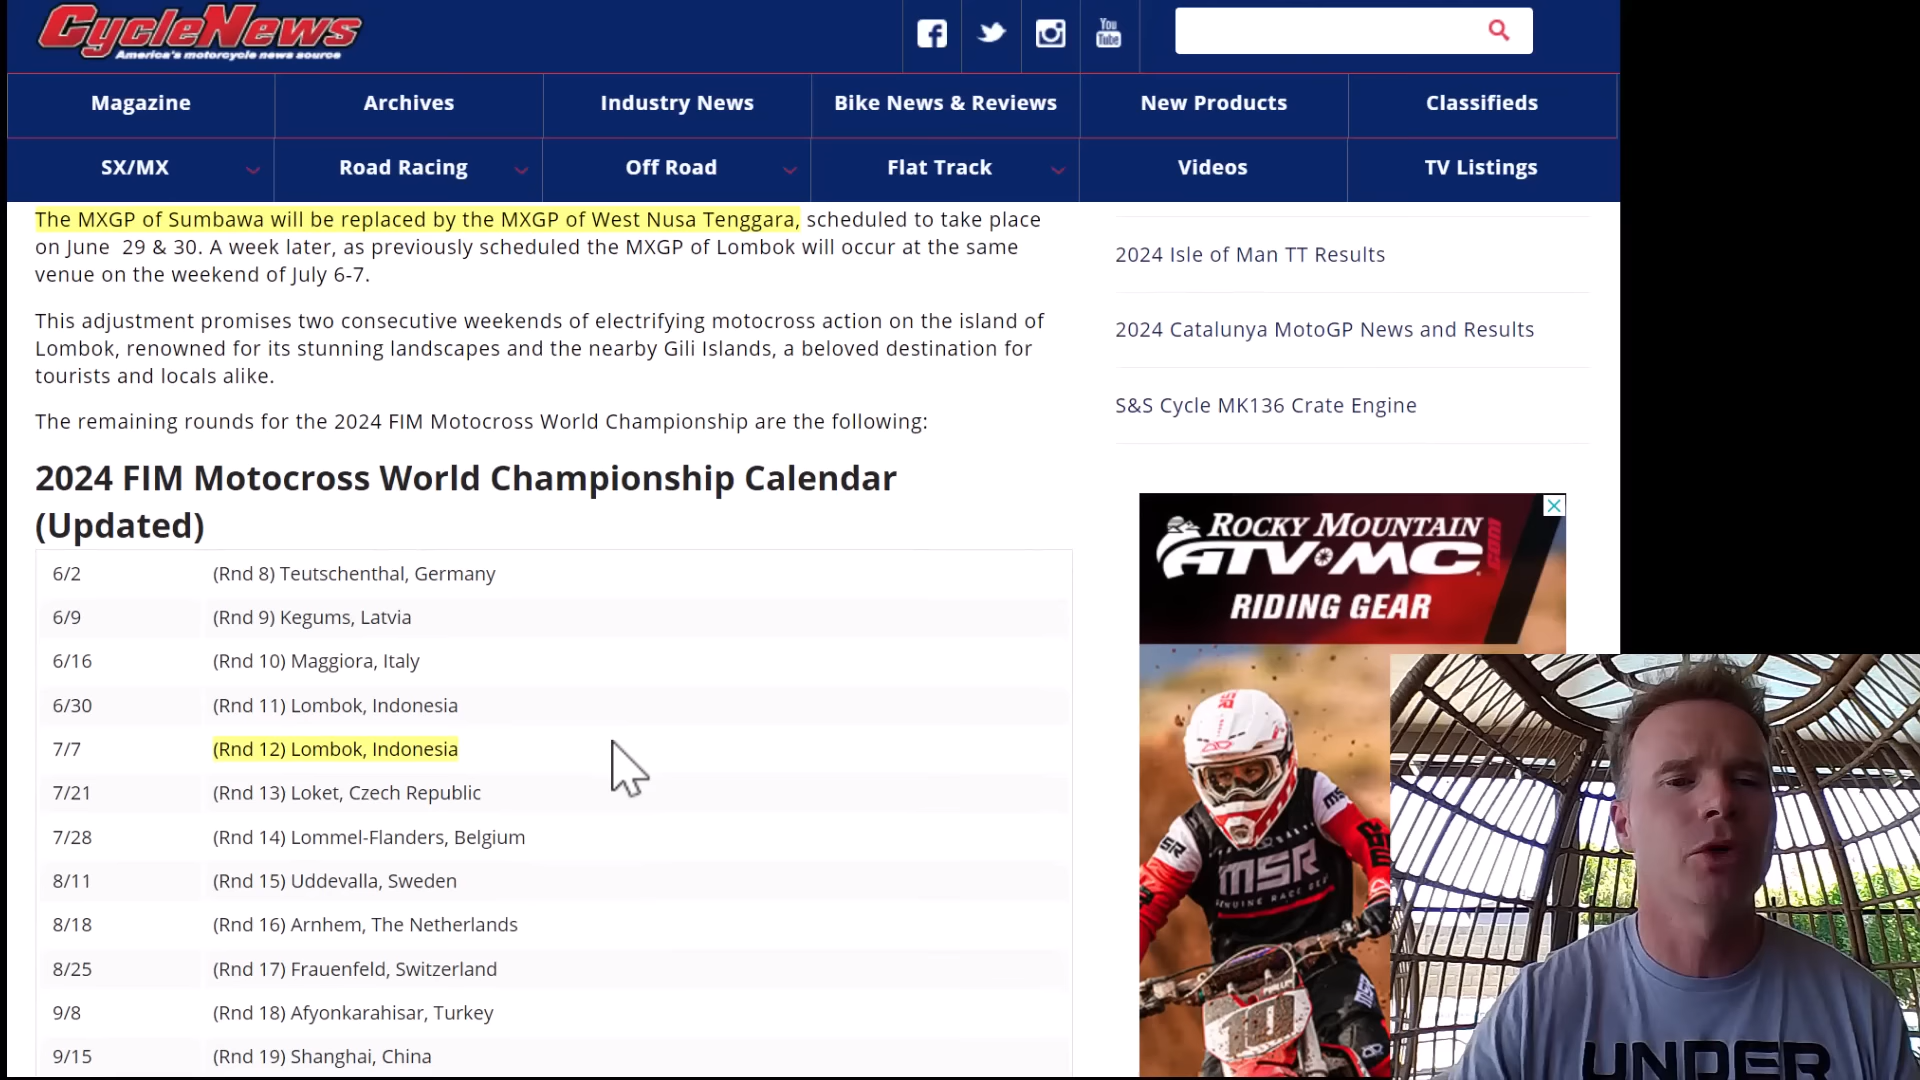 CycleNews
America's motorcycle news source
You
Tube
Magazine
Archives
Industry News
Bike News & Reviews
New Products
Classifieds
SX/MX
Road Racing
Off Road
Flat Track
Videos
TV Listings
The MXGP of Sumbawa will be replaced by the MXGP of West Nusa Tenggara, scheduled to take place
on June 29 & 30. A week later, as previously scheduled the MXGP of Lombok will occur at the same
venue on the weekend of July 6-7.
This adjustment promises two consecutive weekends of electrifying motocross action on the island of
Lombok, renowned for its stunning landscapes and the nearby Gili Islands, a beloved destination for
tourists and locals alike.
The remaining rounds for the 2024 FIM Motocross World Championship are the following:
2024 FIM Motocross World Championship Calendar
(Updated)
6/2 (Rnd 8) Teutschenthal, Germany
6/9 (Rnd 9) Kegums, Latvia
6/16 (Rnd 10) Maggiora, Italy
6/30 (Rnd 11) Lombok, Indonesia
7/7 (Rnd 12) Lombok, Indonesia
7/21 (Rnd 13) Loket, Czech Republic
7/28 (Rnd 14) Lommel-Flanders, Belgium
8/11 (Rnd 15) Uddevalla, Sweden
8/18 (Rnd 16) Arnhem, The Netherlands
8/25 (Rnd 17) Frauenfeld, Switzerland
9/8 (Rnd 18) Afyonkarahisar, Turkey
9/15 (Rnd 19) Shanghai, China
2024 Isle of Man TT Results
2024 Catalunya MotoGP News and Results
S&S Cycle MK136 Crate Engine
ROCKY MOUNTAIN
ATV MC .com
RIDING GEAR
MSR
GENUINE RACE
UNDER